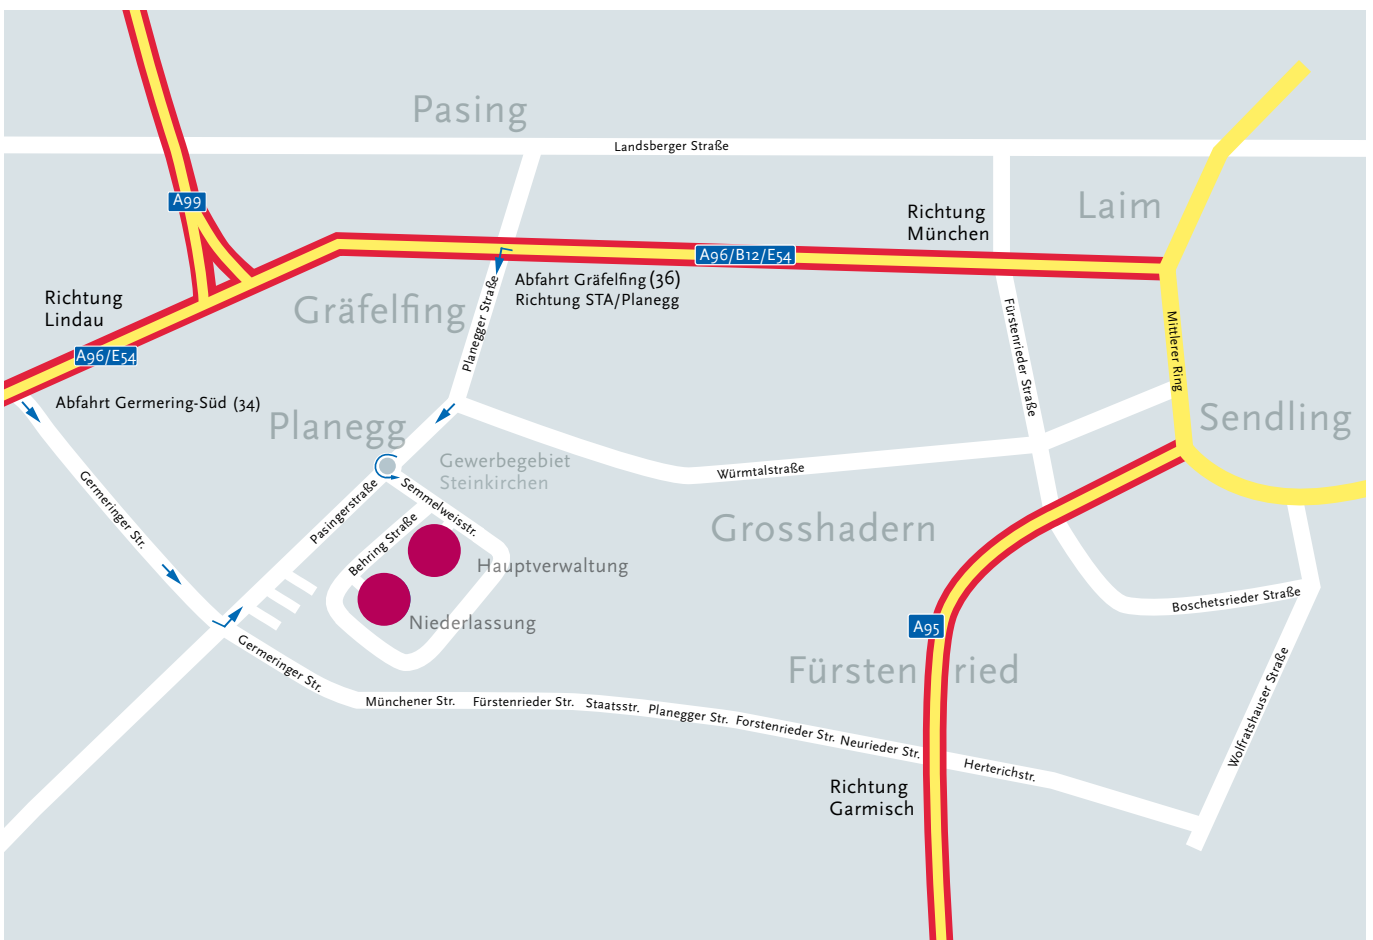 Pasing
Landsberger Straße
A99
Laim
Richtung
München
A96/B12/E54
Abfahrt Gräfelfing (36)
Richtung STA/Planegg
Richtung
Lindau
Gräfelfing
Planegger Straße
Fürstenrieder Straße
Mittlerer Ring
A96/E54
Abfahrt Germering-Süd (34)
Planegg
Sendling
Gewerbegebiet
Steinkirchen
Würmtalstraße
Germeringer Str.
Pasingerstraße
Semmelweisstr.
Behring Straße
Grosshadern
Hauptverwaltung
Niederlassung
Boschetsrieder Straße
A95
Germeringer Str.
Fürsten ried
Münchener Str. Fürstenrieder Str. Staatsstr. Planegger Str. Forstenrieder Str. Neurieder Str.
Herterichstr.
Wolfratshauser Straße
Richtung
Garmisch